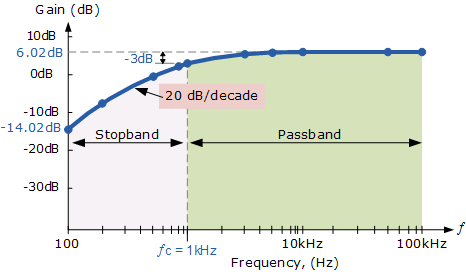 Gain (dB)
10dB
6.02dB
-3dB
0dB
20 dB/decade
-10dB
-14.02dB
Stopband
Passband
-20dB
-30dB
f
100
fc = 1kHz
10kHz
100kHz
Frequency, (Hz)